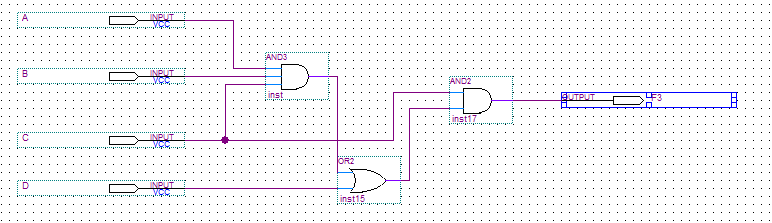 A INPUT
VCC
AND3
B INPUT
VCC
inst
AND2
OUTPUT F3
inst17
C INPUT
VCC
OR2
D INPUT
VCC
inst15